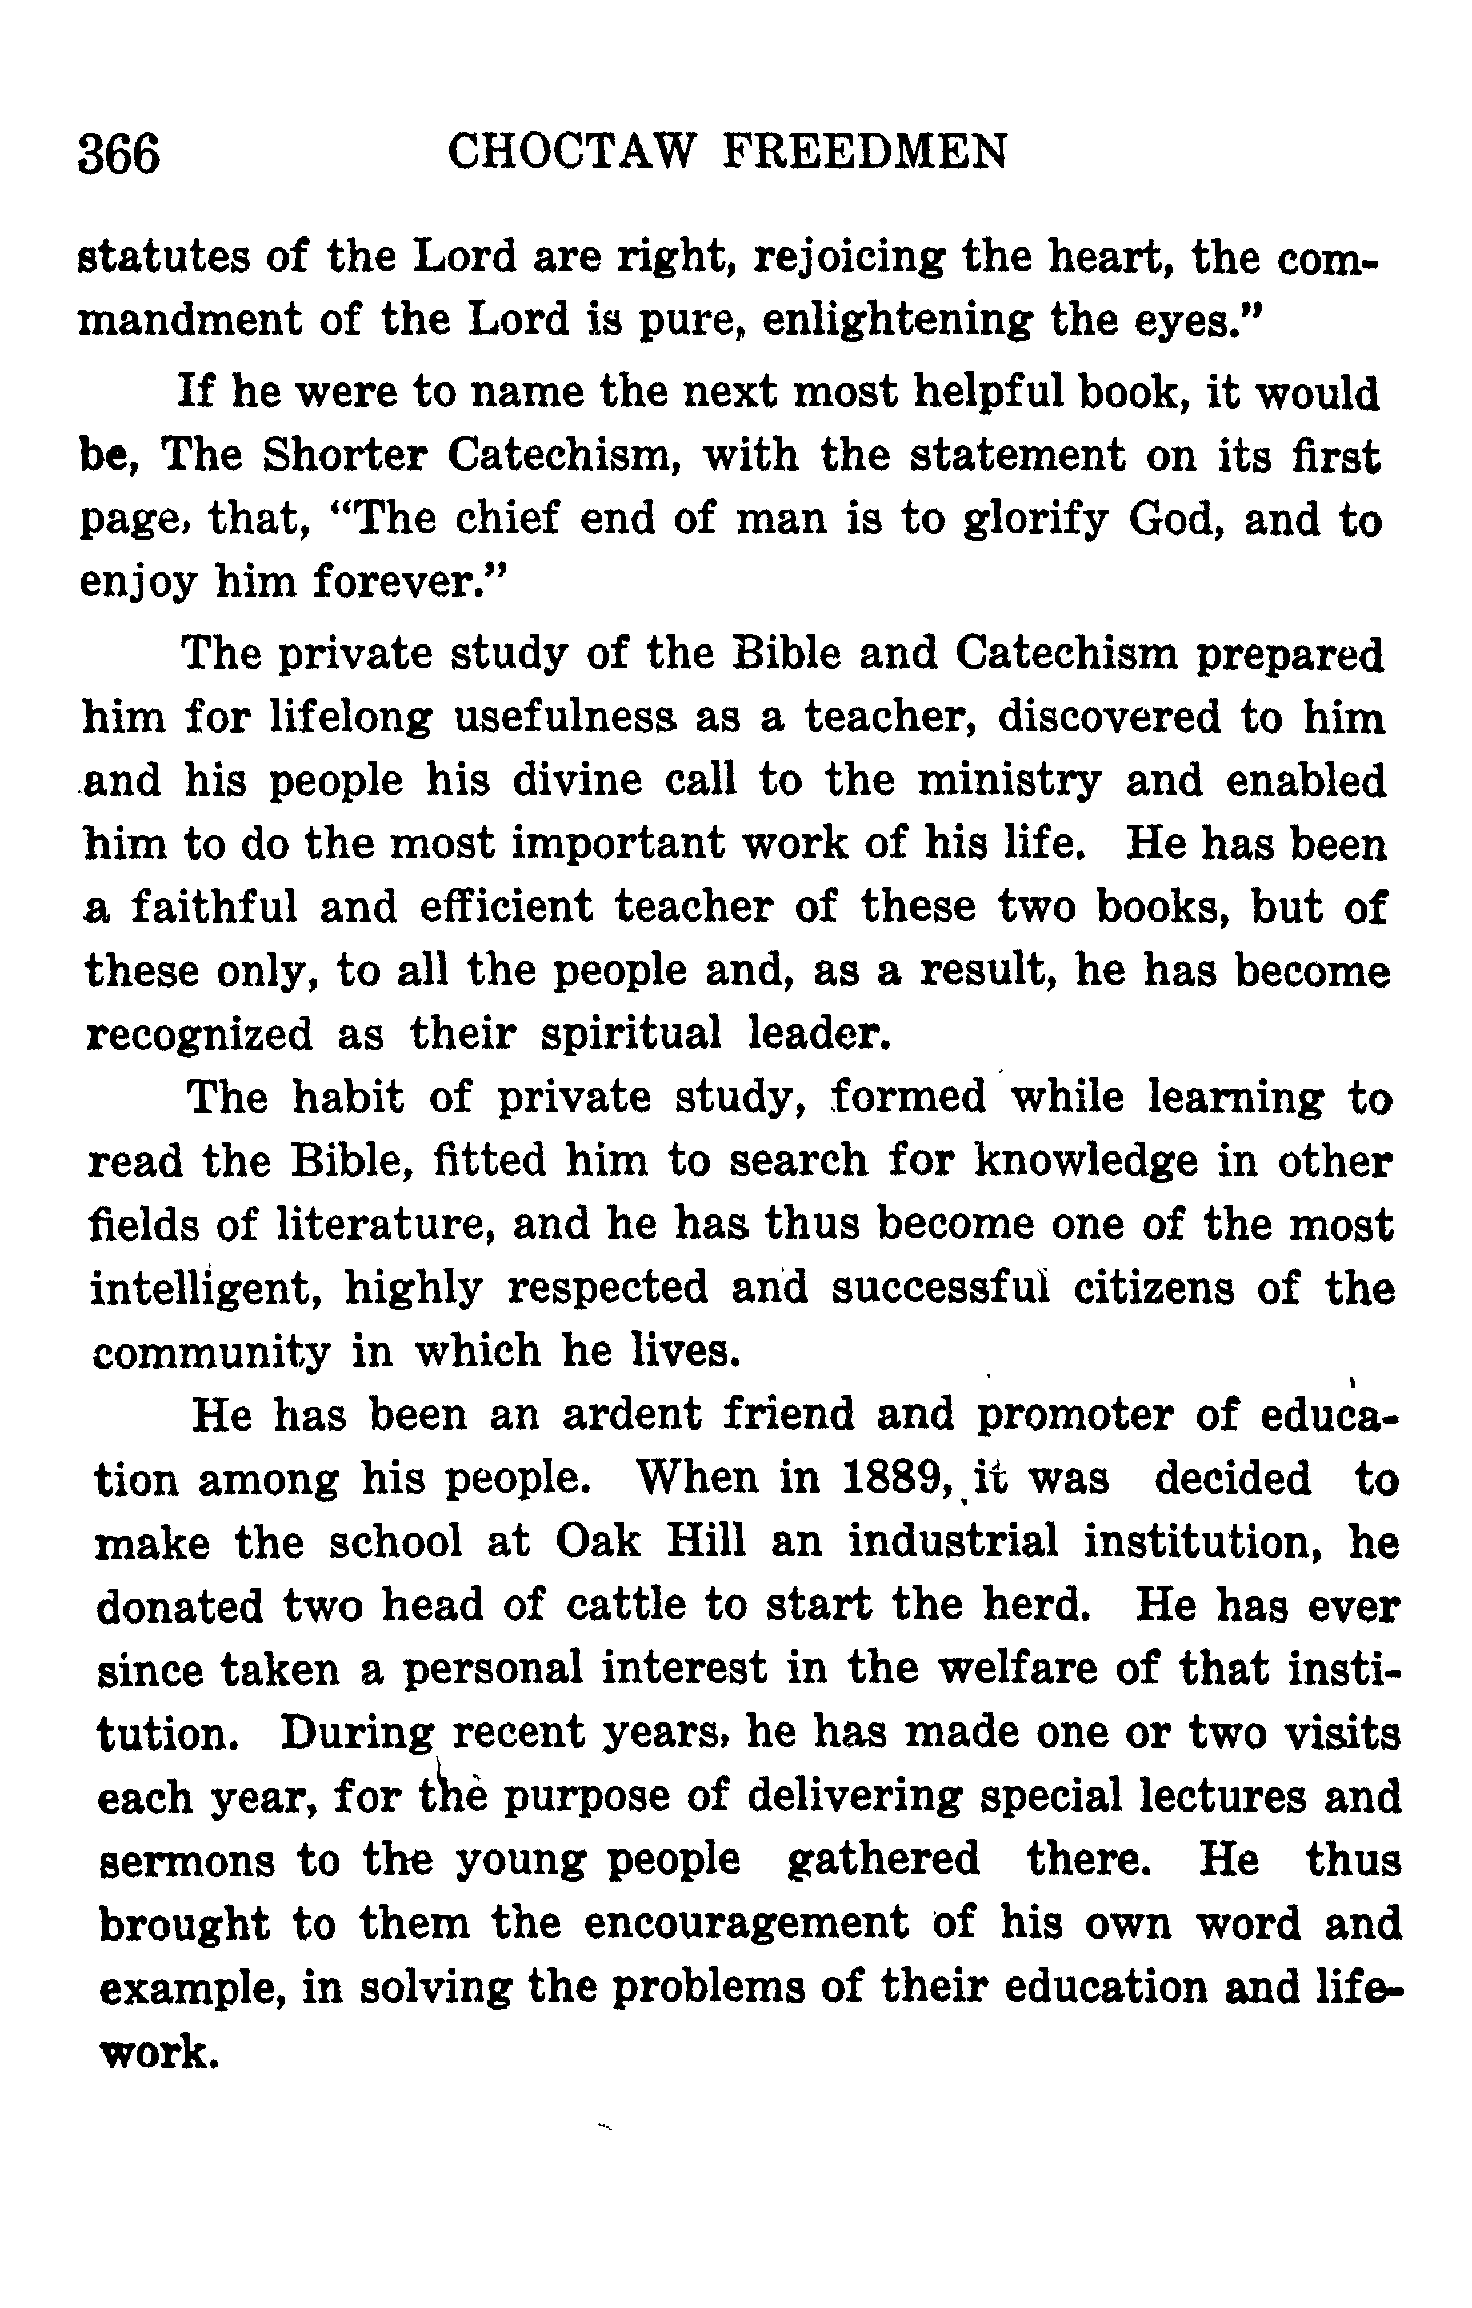 366 CHOCTAW FREEDMEN
statutes of the Lord are right, rejoicing the heart, the com-
mandment of the Lord is pure, enlightening the eyes."
If he were to name the next most helpful book, it would
be, The Shorter Catechism, with the statement on its first
page, that, "The chief end of man is to glorify God, and to
enjoy him forever."
The private study of the Bible and Catechism prepared
him for lifelong usefulness as a teacher, discovered to him
and his people his divine call to the ministry and enabled
him to do the most important work of his life. He has been
a faithful and efficient teacher of these two books, but of
these only, to all the people and, as a result, he has become
recognized as their spiritual leader.
The habit of private study, formed while learning to
read the Bible, fitted him to search for knowledge in other
fields of literature, and he has thus become one of the most
intelligent, highly respected and successful citizens of the
community in which he lives.
He has been an ardent friend and promoter of educa-
tion among his people. When in 1889, it was decided to
make the school at Oak Hill an industrial institution, he
donated two head of cattle to start the herd. He has ever
since taken a personal interest in the welfare of that insti-
tution. During recent years, he has made one or two visits
each year, for the purpose of delivering special lectures and
sermons to the young people gathered there. He thus
brought to them the encouragement of his own word and
example, in solving the problems of their education and life-
work.